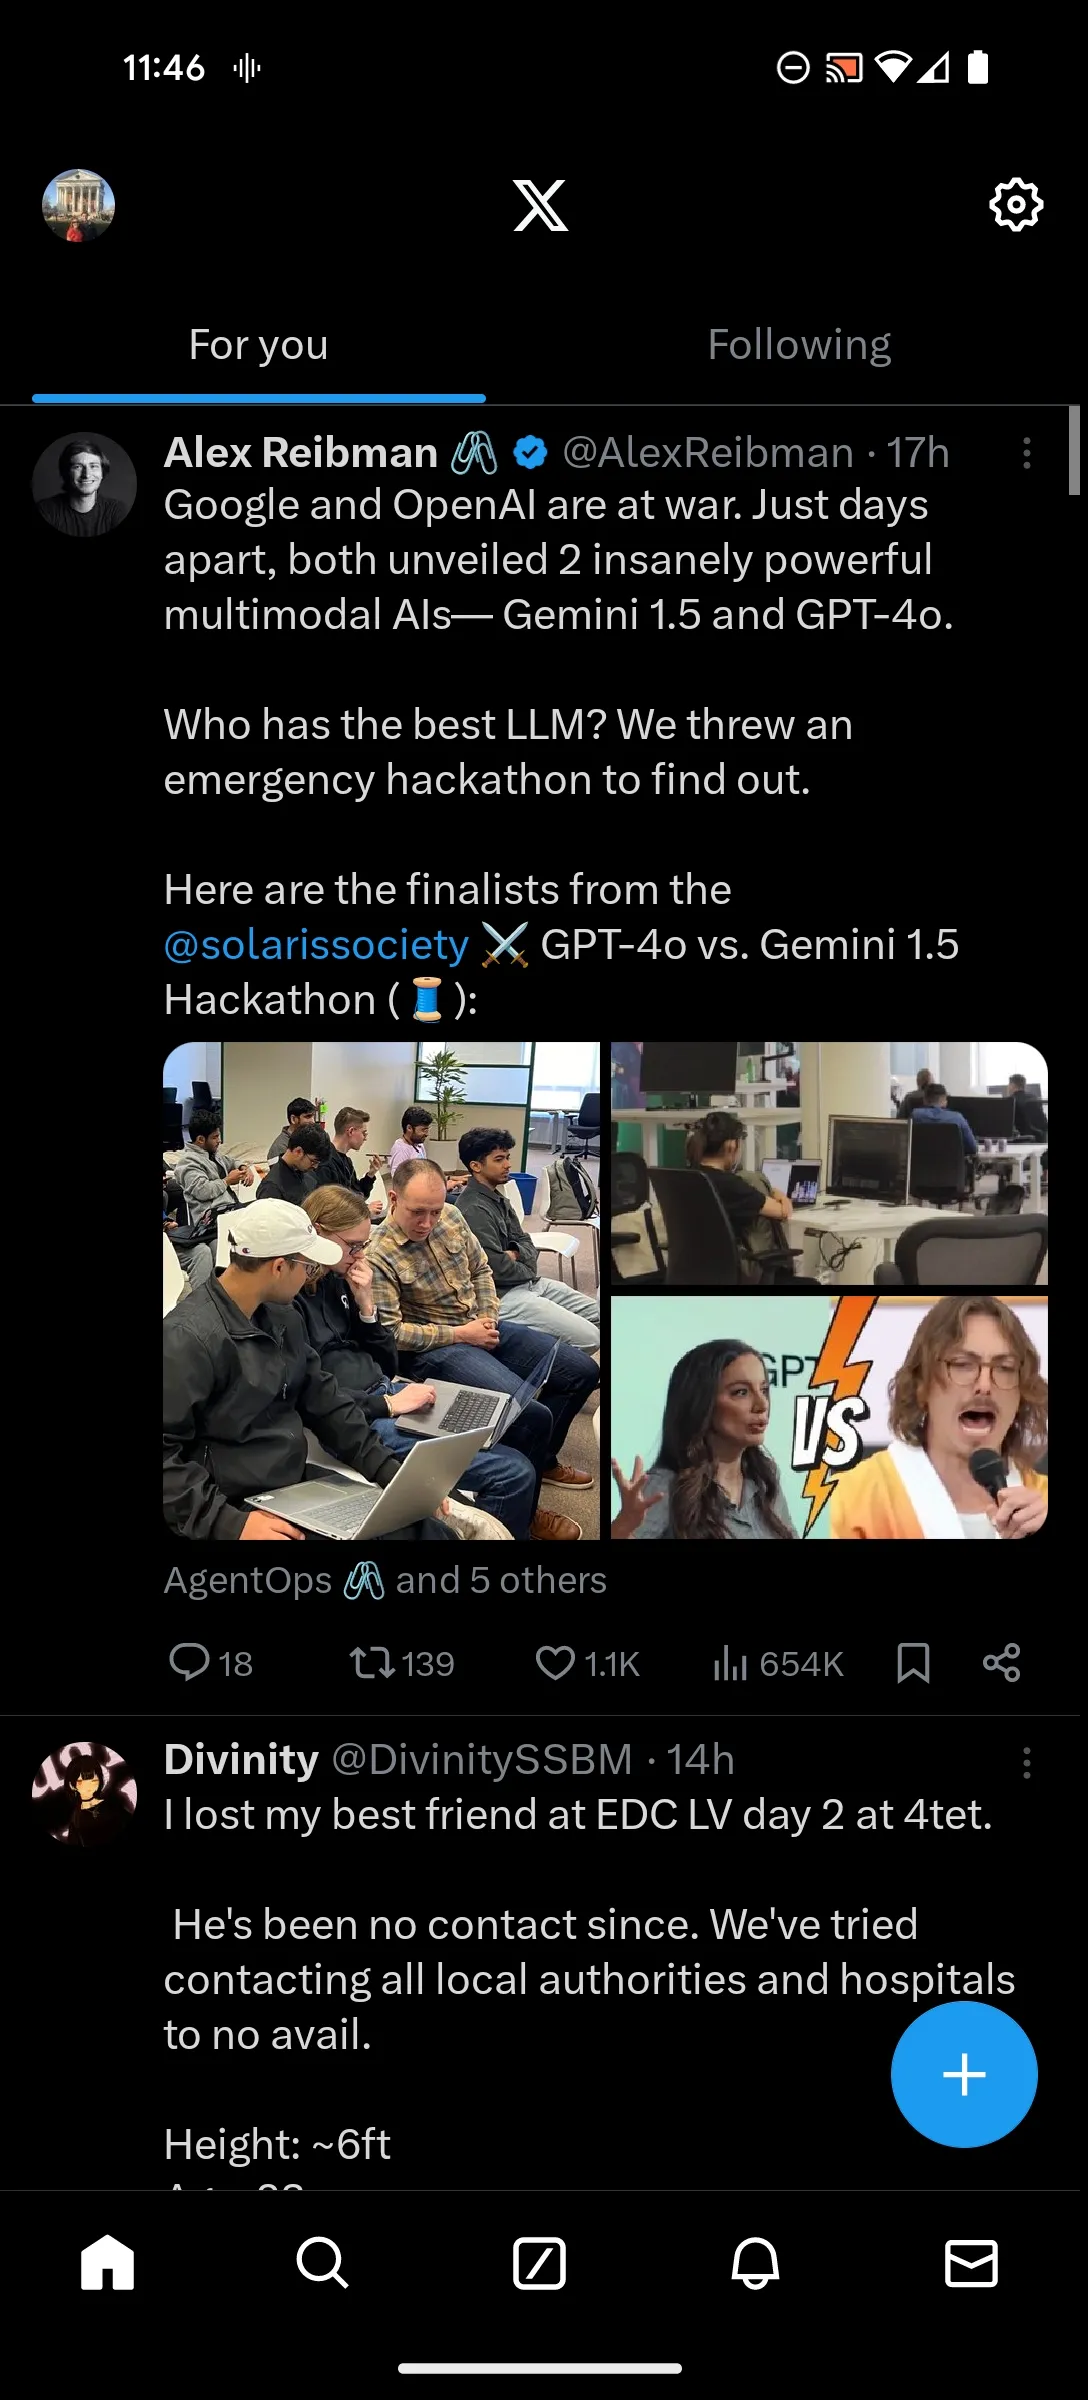 11:46
For you
Following
Alex Reibman 🖇️ @AlexReibman · 17h
Google and OpenAI are at war. Just days
apart, both unveiled 2 insanely powerful
multimodal AIs— Gemini 1.5 and GPT-4o.
Who has the best LLM? We threw an
emergency hackathon to find out.
Here are the finalists from the
@solarissociety ⚔️ GPT-4o vs. Gemini 1.5
Hackathon ( 🧵 ):
GPT
VS
AgentOps 🖇️ and 5 others
18
139
1.1K
654K
Divinity @DivinitySSBM · 14h
I lost my best friend at EDC LV day 2 at 4tet.
He's been no contact since. We've tried
contacting all local authorities and hospitals
to no avail.
Height: ~6ft